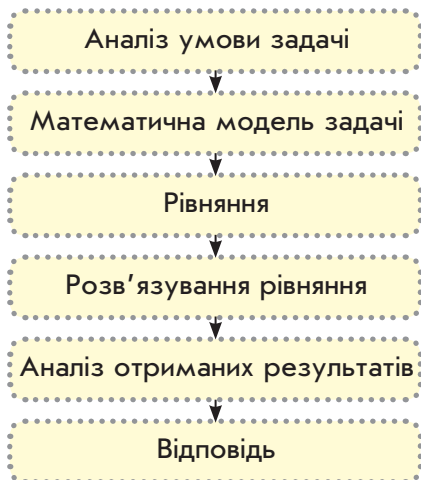 Аналіз умови задачі
Математична модель задачі
Рівняння
Розв'язування рівняння
Аналіз отриманих результатів
Відповідь